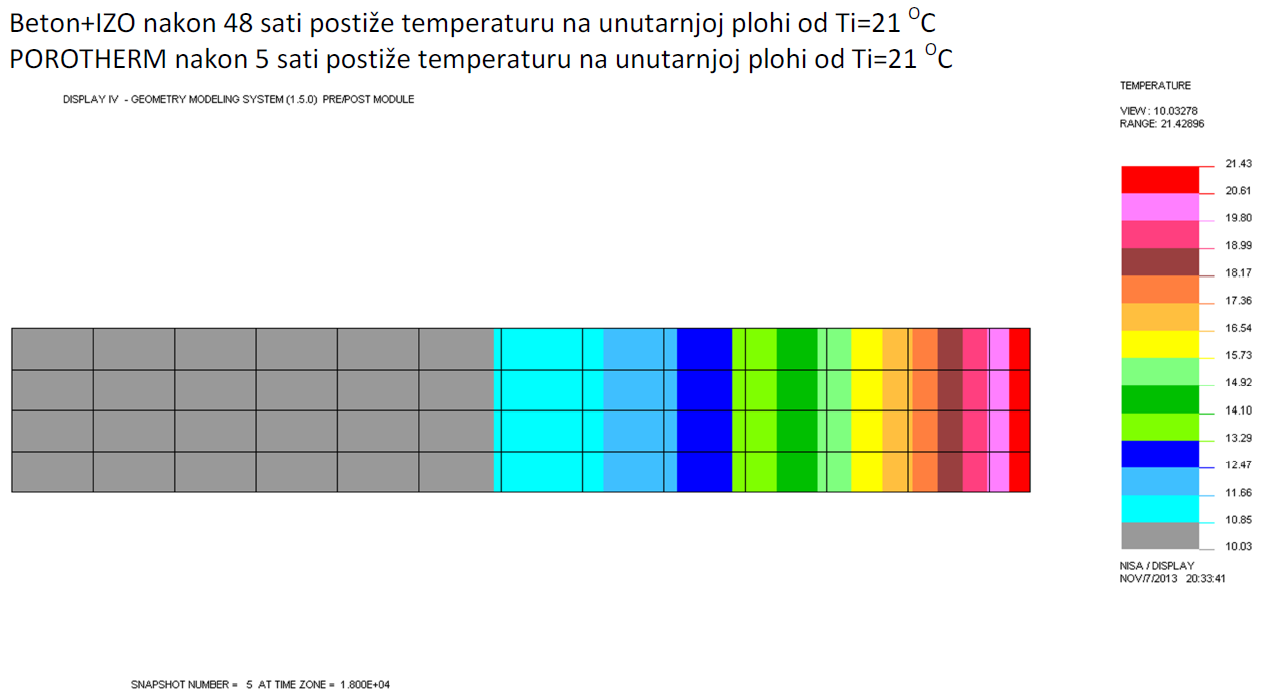 Beton+IZO nakon 48 sati postiže temperaturu na unutarnjoj plohi od Ti=21 ᴼC
POROTHERM nakon 5 sati postiže temperaturu na unutarnjoj plohi od Ti=21 ᴼC
DISPLAY IV - GEOMETRY MODELING SYSTEM (1.5.0) PRE/POST MODULE
TEMPERATURE
VIEW : 10.03278
RANGE: 21.42896
21.43
20.61
19.80
18.99
18.17
17.36
16.54
15.73
14.92
14.10
13.29
12.47
11.66
10.85
10.03
NISA / DISPLAY
NOV/7/2013 20:33:41
SNAPSHOT NUMBER = 5 AT TIME ZONE = 1.800E+04